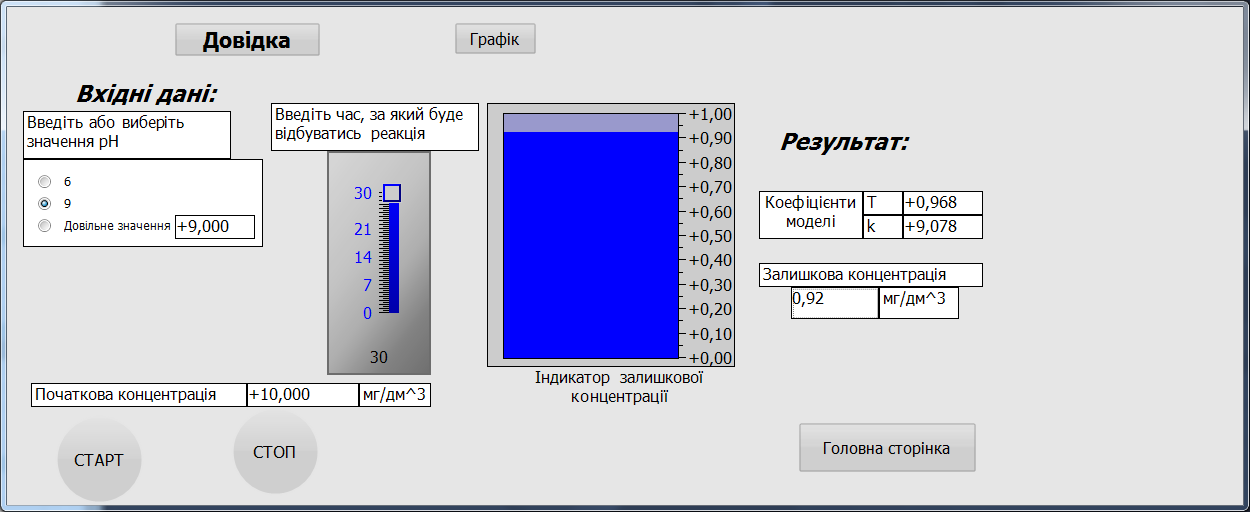 Довідка
Графік
Вхідні дані:
Введіть або виберіть
значення pH
6
9
Довільне значення +9,000
Введіть час, за який буде
відбуватись реакція
30
21
14
7
0
30
+1,00
+0,90
+0,80
+0,70
+0,60
+0,50
+0,40
+0,30
+0,20
+0,10
+0,00
Індикатор залишкової
концентрації
Результат:
Коефіцієнти
моделі
T +0,968
k +9,078
Залишкова концентрація
0,92 мг/дм^3
Початкова концентрація +10,000 мг/дм^3
СТАРТ
СТОП
Головна сторінка